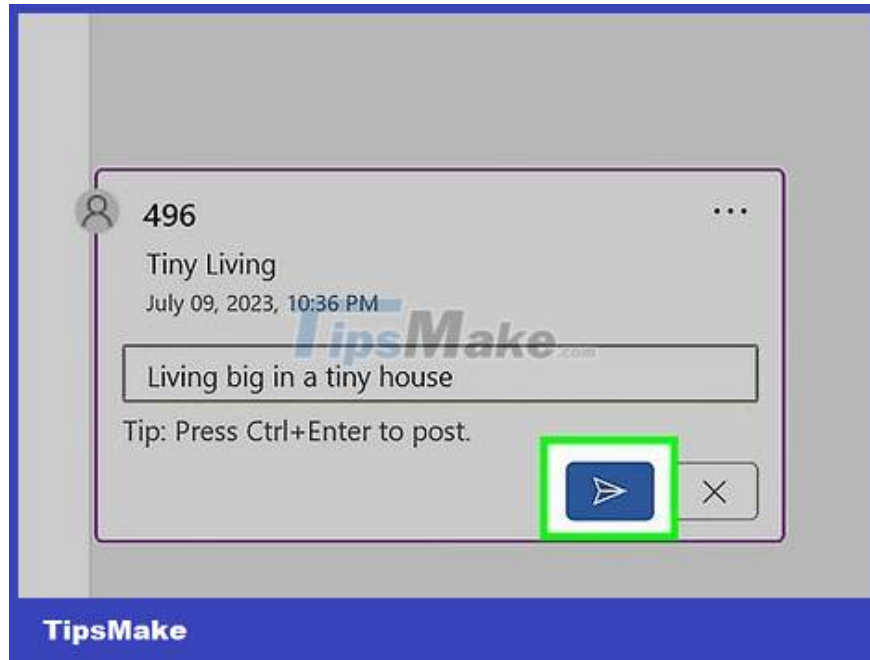 496
Tiny Living
July 09, 2023, 10:36 PM
TipsMake.com
Living big in a tiny house
Tip: Press Ctrl+Enter to post.
TipsMake